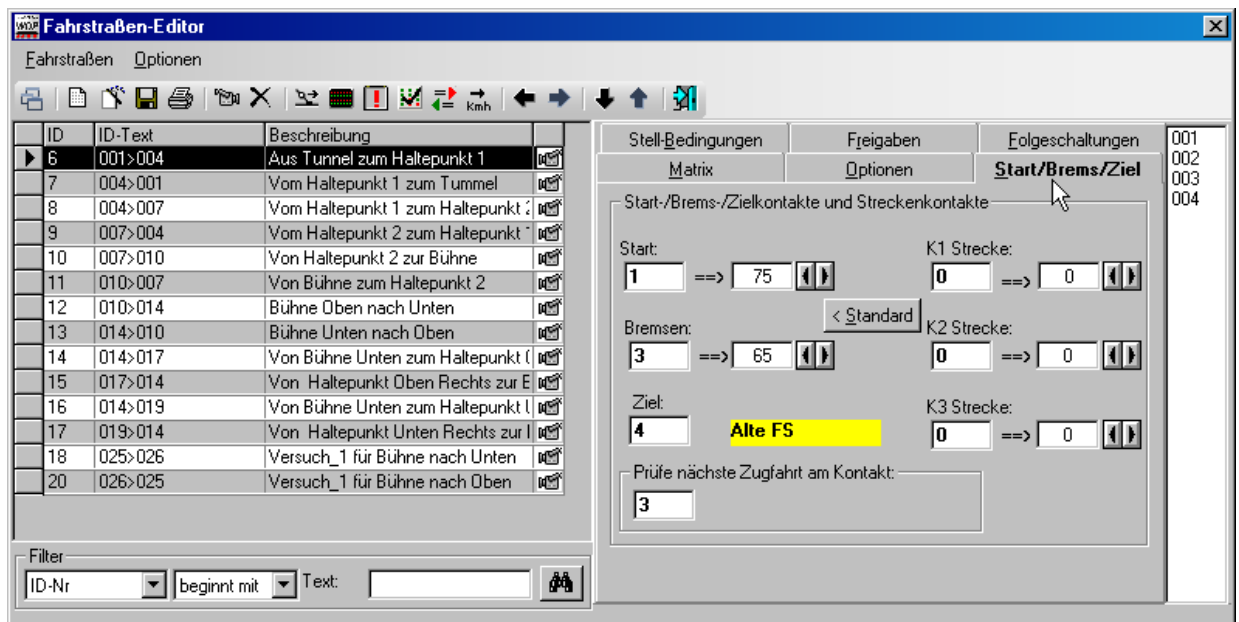 WDP Fahrstraßen-Editor
Fahrstraßen Optionen
Kmh
ID ID-Text Beschreibung
6 001>004 Aus Tunnel zum Haltepunkt 1
7 004>001 Vom Haltepunkt 1 zum Tummel
8 004>007 Vom Haltepunkt 1 zum Haltepunkt
9 007>004 Vom Haltepunkt 2 zum Haltepunkt
10 007>010 Von Haltepunkt 2 zur Bühne
11 010>007 Von Bühne zum Haltepunkt 2
12 010>014 Bühne Oben nach Unten
13 014>010 Bühne Unten nach Oben
14 014>017 Von Bühne Unten zum Haltepunkt
15 017>014 Von Haltepunkt Oben Rechts zur
16 014>019 Von Bühne Unten zum Haltepunkt
17 019>014 Von Haltepunkt Unten Rechts zur
18 025>026 Versuch_1 für Bühne nach Unten
20 026>025 Versuch_1 für Bühne nach Oben
Filter
ID-Nr beginnt mit Text:
Stell-Bedingungen Freigaben Folgeschaltungen
Matrix Optionen Start/Brems/Ziel
Start-/Brems-/Zielkontakte und Streckenkontakte
Start: K1 Strecke:
1 ==> 75 0 ==> 0
< Standard
Bremsen: K2 Strecke:
3 ==> 65 0 ==> 0
Ziel: K3 Strecke:
4 Alte FS 0 ==> 0
Prüfe nächste Zugfahrt am Kontakt:
3
001
002
003
004